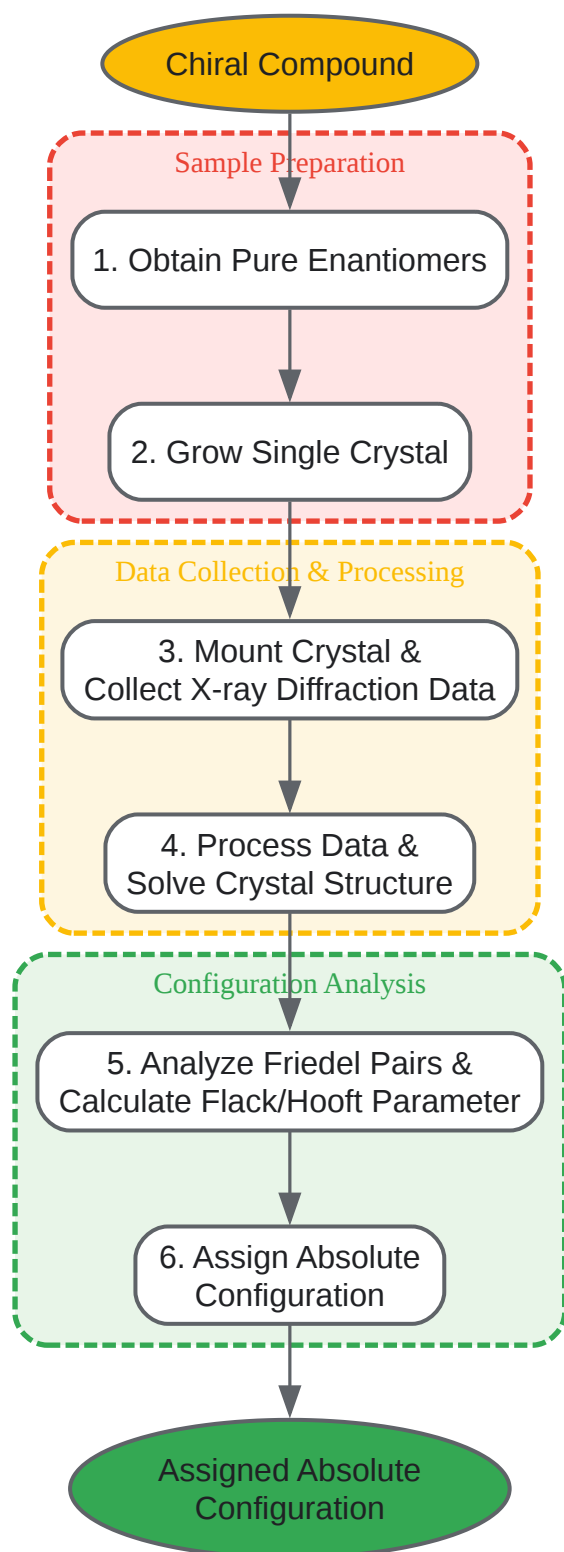 Chiral Compound
Sample Preparation
1. Obtain Pure Enantiomers
2. Grow Single Crystal
Data Collection & Processing
3. Mount Crystal &
Collect X-ray Diffraction Data
4. Process Data &
Solve Crystal Structure
Configuration Analysis
5. Analyze Friedel Pairs &
Calculate Flack/Hooft Parameter
6. Assign Absolute
Configuration
Assigned Absolute
Configuration